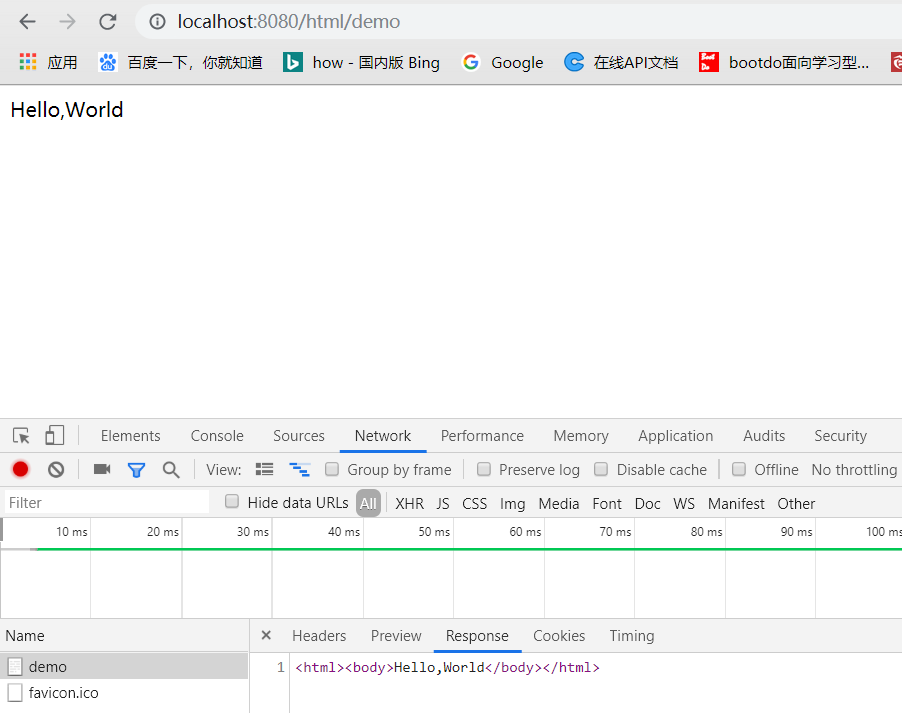 localhost:8080/html/demo
应用 百度一下，你就知道 how - 国内版 Bing Google 在线API文档 bootdo面向学习型...
Hello,World
Elements Console Sources Network Performance Memory Application Audits Security
View: Group by frame Preserve log Disable cache Offline No throttling
Filter Hide data URLs All XHR JS CSS Img Media Font Doc WS Manifest Other
10 ms 20 ms 30 ms 40 ms 50 ms 60 ms 70 ms 80 ms 90 ms 100 ms
Name × Headers Preview Response Cookies Timing
demo 1 <html><body>Hello,World</body></html>
favicon.ico